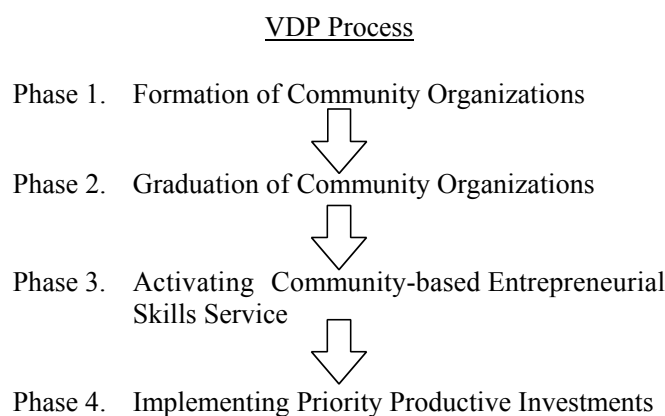 VDP Process
Phase 1. Formation of Community Organizations
Phase 2. Graduation of Community Organizations
Phase 3. Activating Community-based Entrepreneurial
Skills Service
Phase 4. Implementing Priority Productive Investments